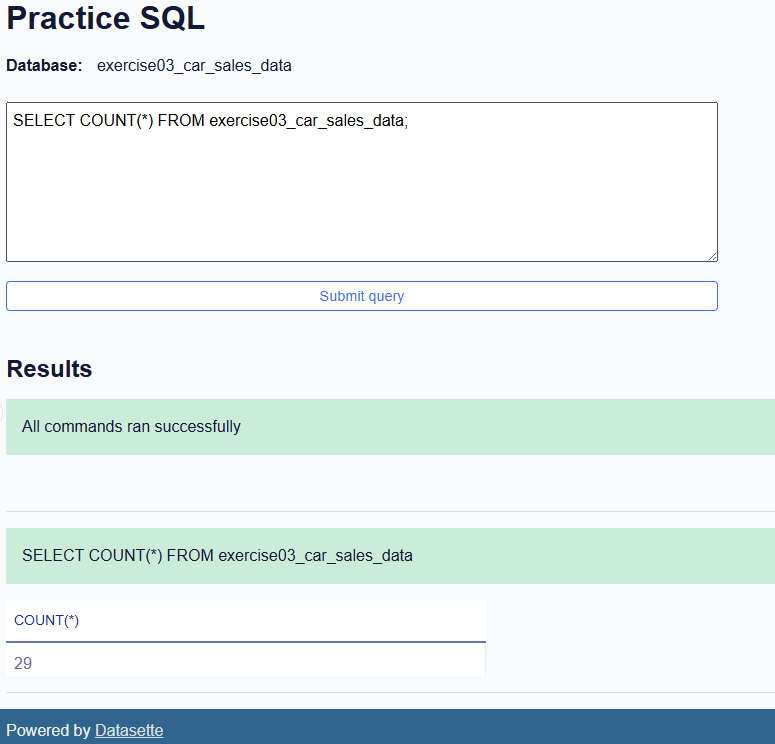 Practice SQL
Database: exercise03_car_sales_data
SELECT COUNT(*) FROM exercise03_car_sales_data;
Submit query
Results
All commands ran successfully
SELECT COUNT(*) FROM exercise03_car_sales_data
COUNT(*)
29
Powered by Datasette